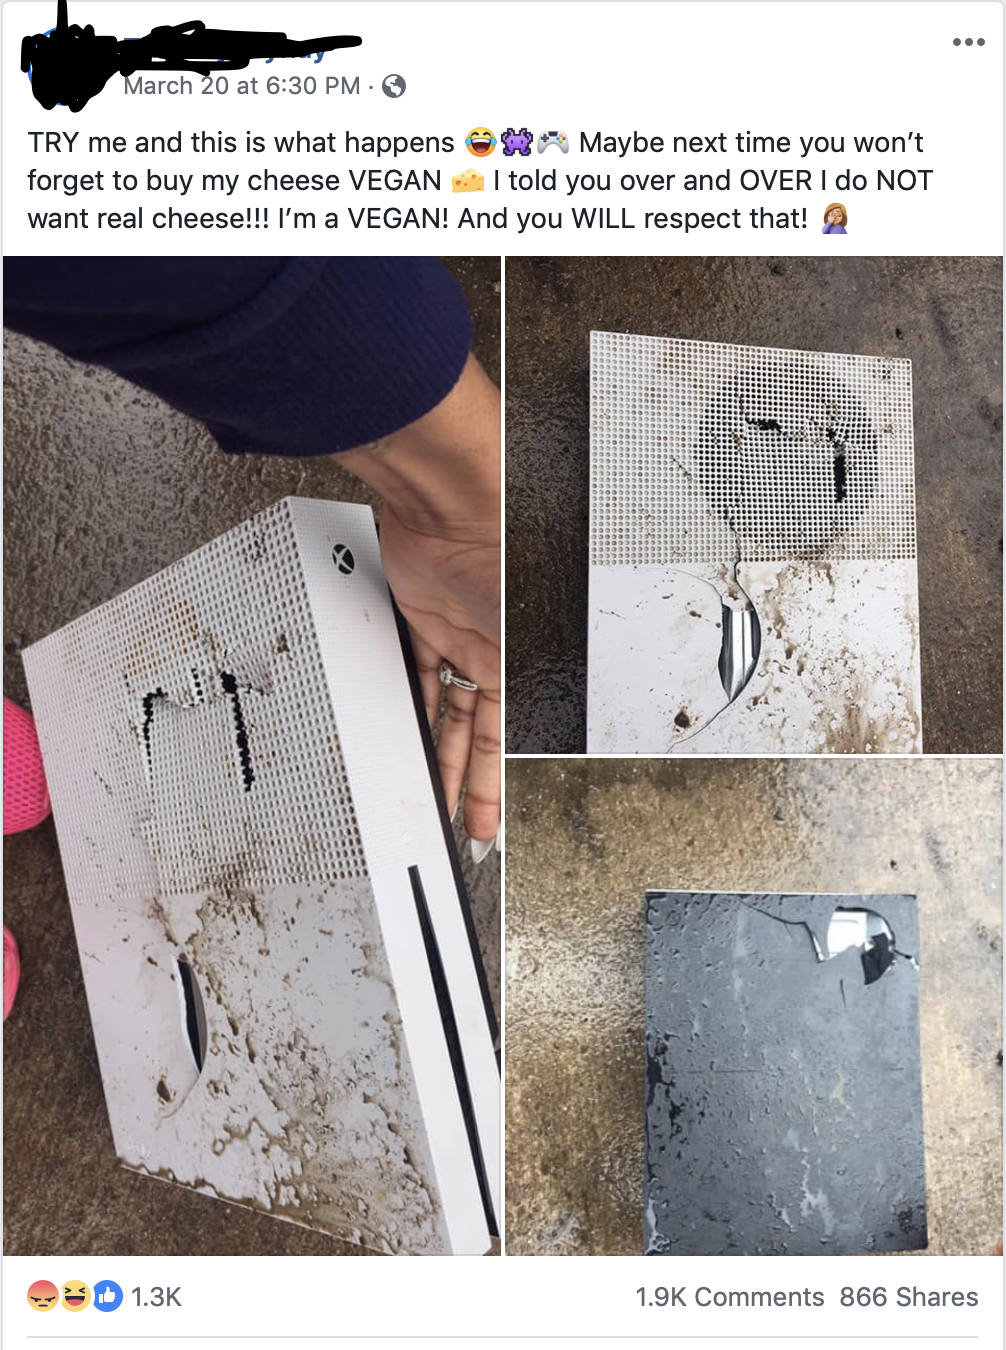 March 20 at 6:30 PM ·
TRY me and this is what happens 😂👾🎮 Maybe next time you won't
forget to buy my cheese VEGAN 🧀 I told you over and OVER I do NOT
want real cheese!!! I'm a VEGAN! And you WILL respect that! 🤦🏼‍♀️
1.3K
1.9K Comments 866 Shares